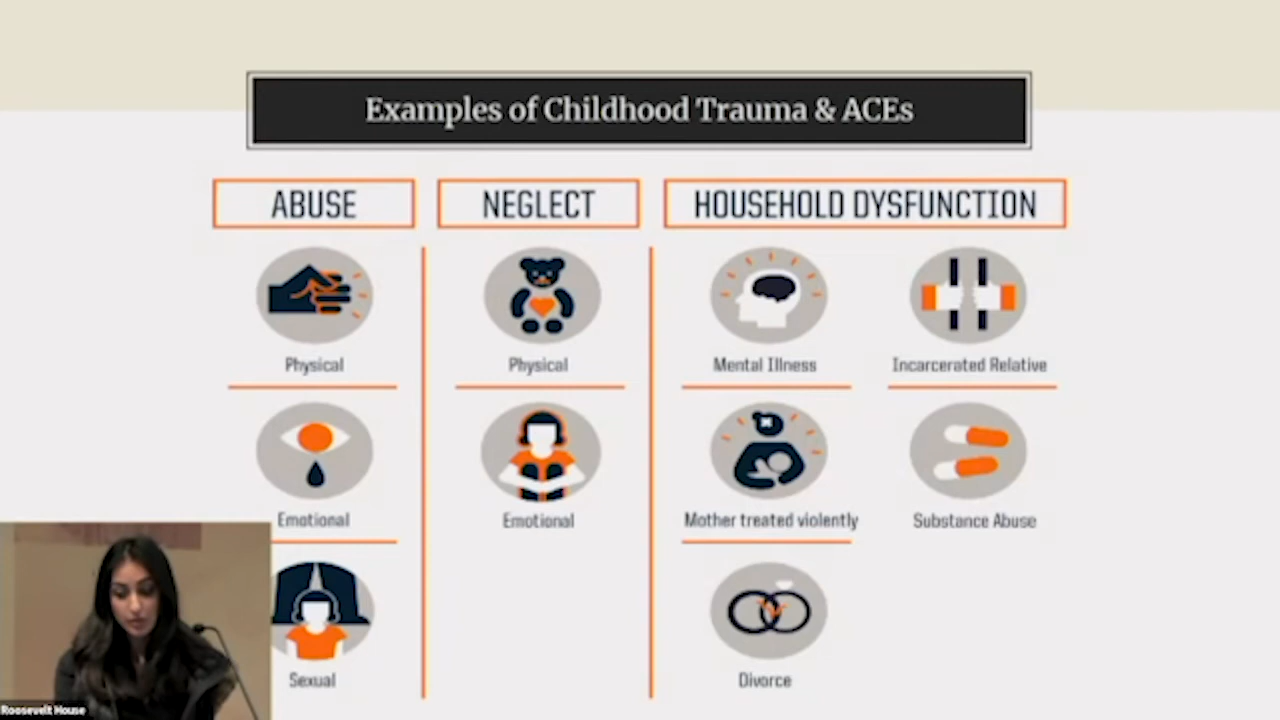 Examples of Childhood Trauma & ACEs
ABUSE
NEGLECT
HOUSEHOLD DYSFUNCTION
Physical
Physical
Mental Illness
Incarcerated Relative
Emotional
Emotional
Mother treated violently
Substance Abuse
Sexual
Divorce
Roosevelt House